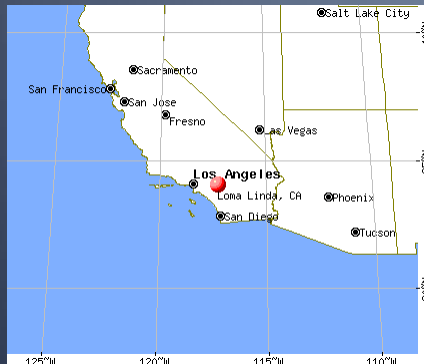 Salt Lake City
Sacramento
San Francisco
San Jose
Fresno
Las Vegas
Los Angeles
Loma Linda, CA
Phoenix
San Diego
Tucson
125°W
120°W
115°W
110°W